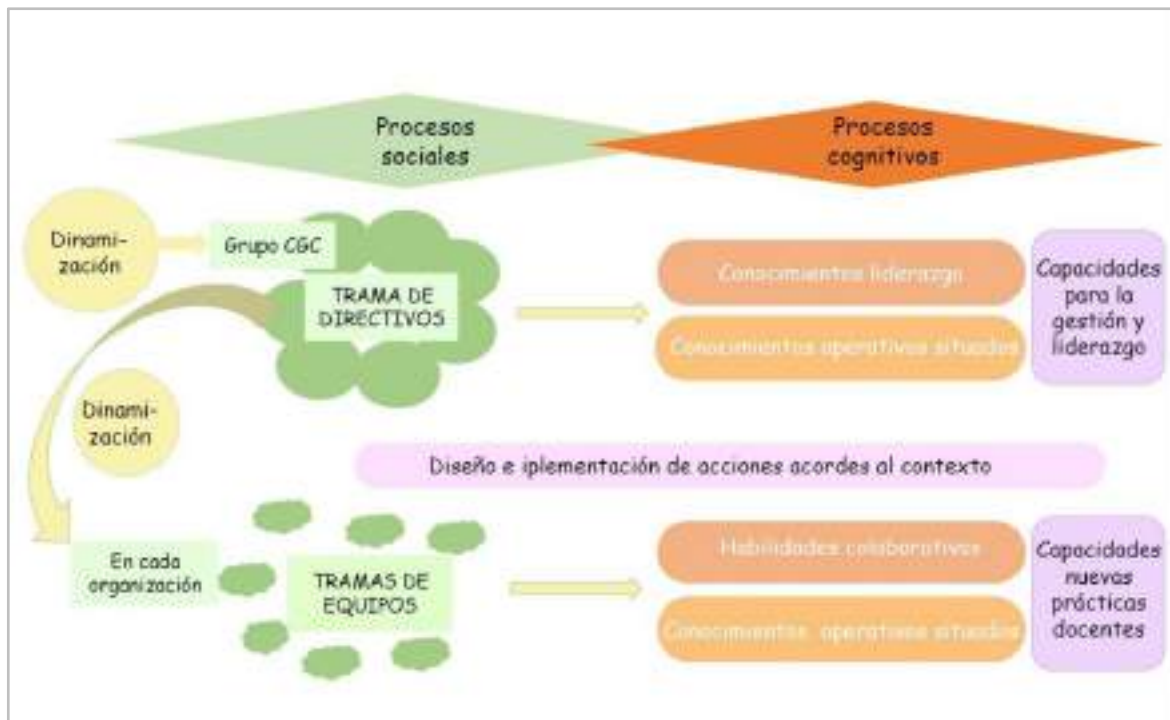 Procesos
sociales
Procesos
cognitivos
Dinami-
zación
Grupo CGC
TRAMA DE
DIRECTIVOS
Conocimientos liderazgo
Conocimientos operativos situados
Capacidades
para la
gestión y
liderazgo
Dinami-
zación
Diseño e iplementación de acciones acordes al contexto
En cada
organización
TRAMAS DE
EQUIPOS
Habilidades colaborativas
Conocimientos operativos situados
Capacidades
nuevas
prácticas
docentes